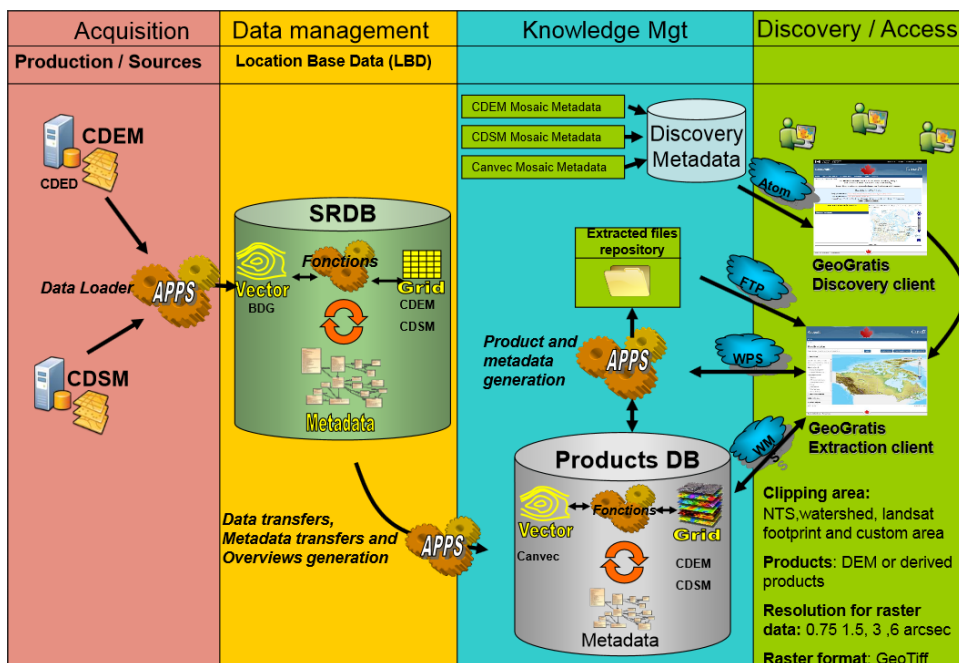 Acquisition
Data management
Knowledge Mgt
Discovery / Access
Production / Sources
Location Base Data (LBD)
CDEM
CDED
Data Loader
APPS
CDSM
SRDB
Fonctions
Vector
BDG
Grid
CDEM
CDSM
Metadata
Data transfers,
Metadata transfers and
Overviews generation
APPS
CDEM Mosaic Metadata
CDSM Mosaic Metadata
Canvec Mosaic Metadata
Discovery
Metadata
Extracted files
repository
Product and
metadata
generation
APPS
Products DB
Fonctions
Vector
Canvec
Grid
CDEM
CDSM
Metadata
Atom
FTP
WPS
WM
GeoGratis
Discovery client
GeoGratis
Extraction client
Clipping area:
NTS,watershed, landsat
footprint and custom area
Products: DEM or derived
products
Resolution for raster
data: 0.75 1.5, 3 ,6 arcsec
Raster format: GeoTiff